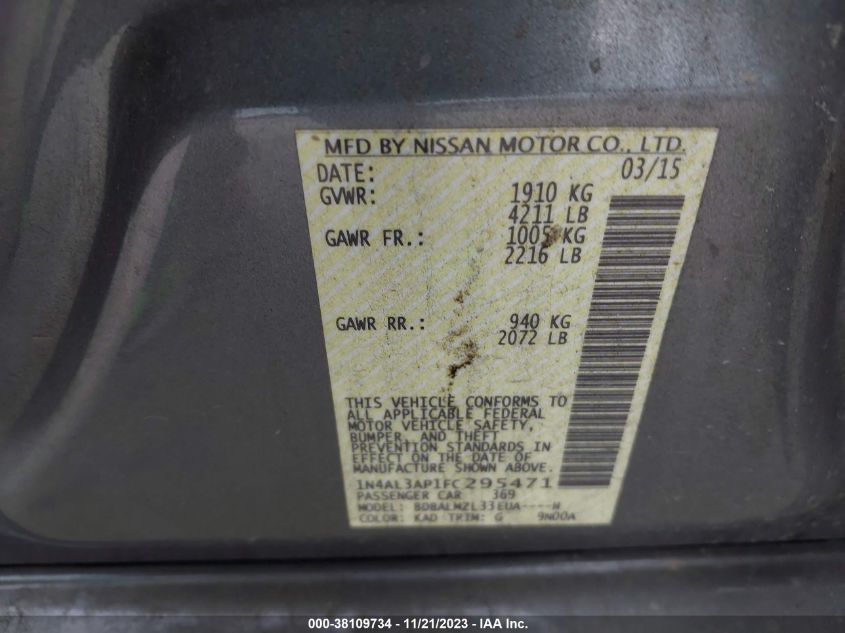 MFD BY NISSAN MOTOR CO., LTD.
DATE: 03/15
GVWR: 1910 KG
4211 LB
GAWR FR.: 1005 KG
2216 LB
GAWR RR.: 940 KG
2072 LB
THIS VEHICLE CONFORMS TO
ALL APPLICABLE FEDERAL
MOTOR VEHICLE SAFETY,
BUMPER, AND THEFT
PREVENTION STANDARDS IN
EFFECT ON THE DATE OF
MANUFACTURE SHOWN ABOVE.
1N4AL3AP1FC295471
PASSENGER CAR 369
MODEL: BDBALMZL33EUA----M
COLOR: KAD TRIM: G 9N00A
000-38109734 - 11/21/2023 - IAA Inc.